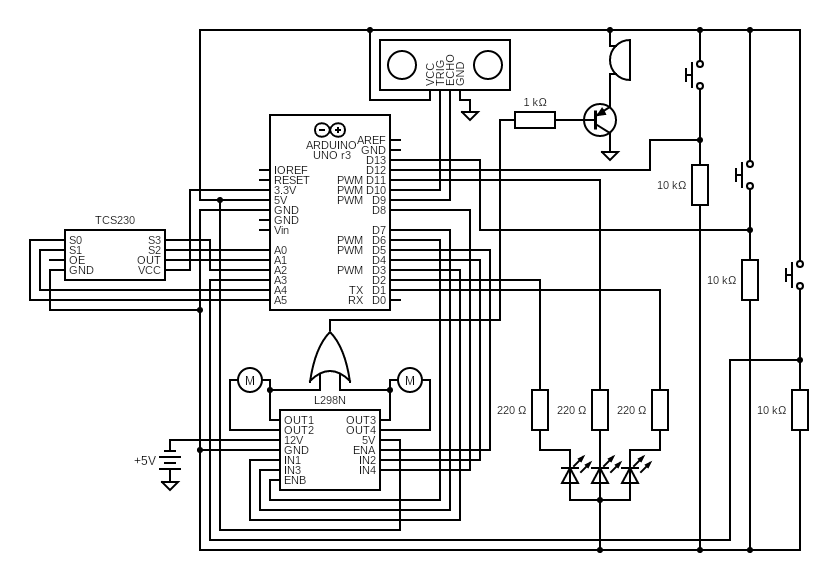 VCC
TRIG
ECHO
GND
1 kΩ
ARDUINO
UNO r3
AREF
GND
D13
D12
IOREF
PWM D11
RESET
PWM D10
3.3V
PWM D9
5V
D8
GND
GND
Vin
D7
PWM D6
A0
PWM D5
A1
D4
A2
PWM D3
A3
D2
A4
TX D1
A5
RX D0
10 kΩ
10 kΩ
10 kΩ
TCS230
S0 S3
S1 S2
OE OUT
GND VCC
M
M
L298N
OUT1 OUT3
OUT2 OUT4
12V 5V
GND ENA
IN1 IN2
IN3 IN4
ENB
+5V
220 Ω
220 Ω
220 Ω